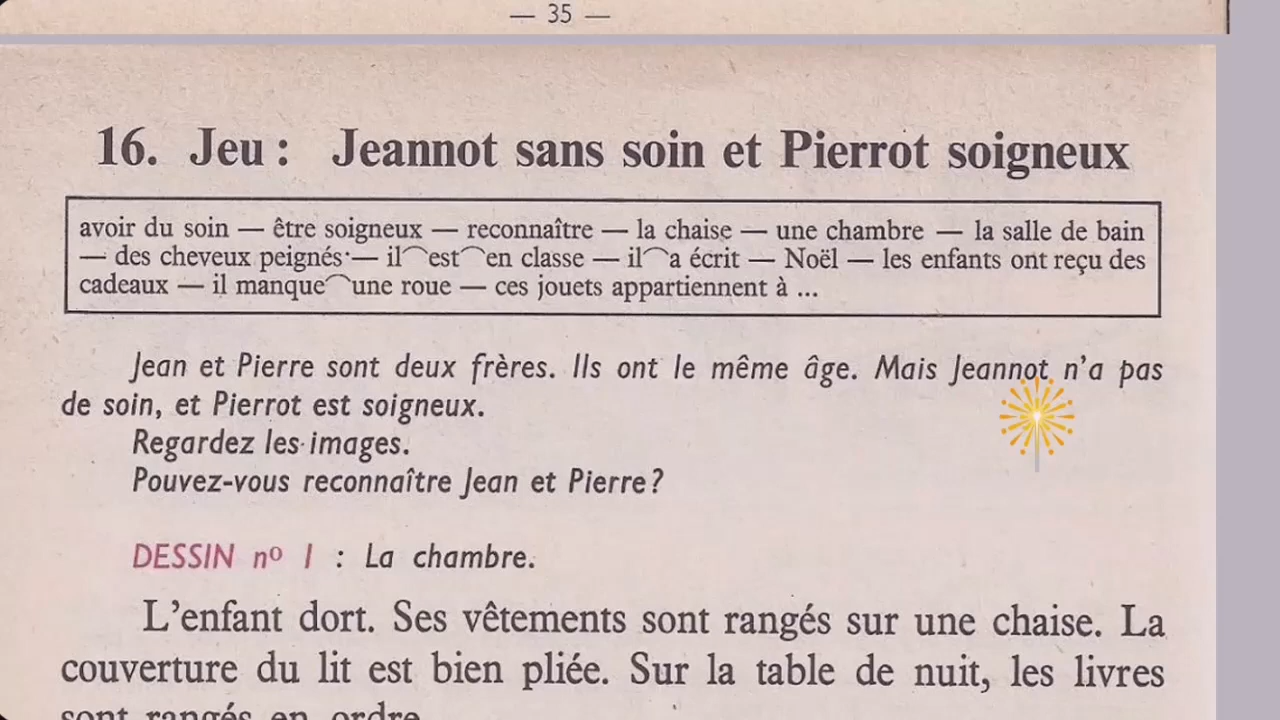 — 35 —
16. Jeu : Jeannot sans soin et Pierrot soigneux
avoir du soin — être soigneux — reconnaître — la chaise — une chambre — la salle de bain
— des cheveux peignés — il‿est‿en classe — il‿a écrit — Noël — les enfants ont reçu des
cadeaux — il manque‿une roue — ces jouets appartiennent à ...
Jean et Pierre sont deux frères. Ils ont le même âge. Mais Jeannot n’a pas
de soin, et Pierrot est soigneux.
Regardez les images.
Pouvez-vous reconnaître Jean et Pierre ?
DESSIN nº 1 : La chambre.
L’enfant dort. Ses vêtements sont rangés sur une chaise. La
couverture du lit est bien pliée. Sur la table de nuit, les livres
sont rangés en ordre.